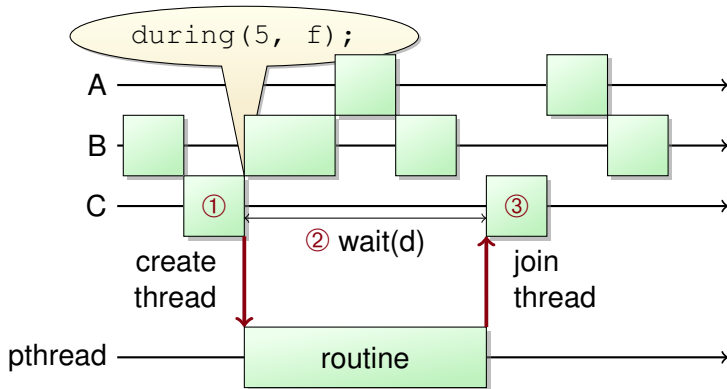 during(5, f);
A
B
C
①
③
② wait(d)
create
thread
join
thread
pthread
routine